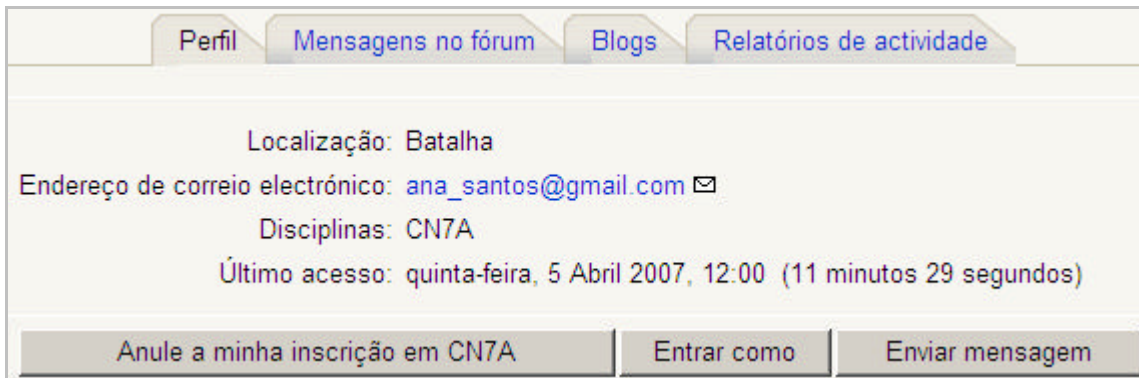 Perfil Mensagens no fórum Blogs Relatórios de actividade
Localização: Batalha
Endereço de correio electrónico: ana_santos@gmail.com
Disciplinas: CN7A
Último acesso: quinta-feira, 5 Abril 2007, 12:00 (11 minutos 29 segundos)
Anule a minha inscrição em CN7A Entrar como Enviar mensagem